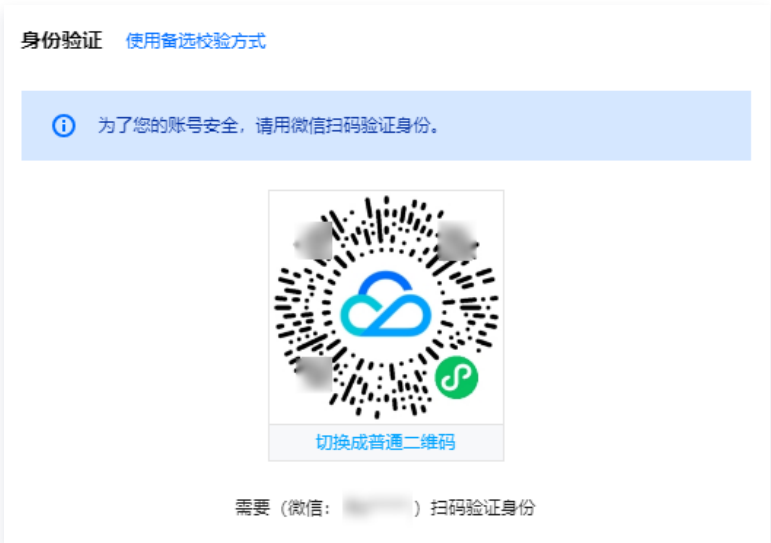 身份验证 使用备选校验方式
为了您的账号安全，请用微信扫码验证身份。
切换成普通二维码
需要（微信： ）扫码验证身份